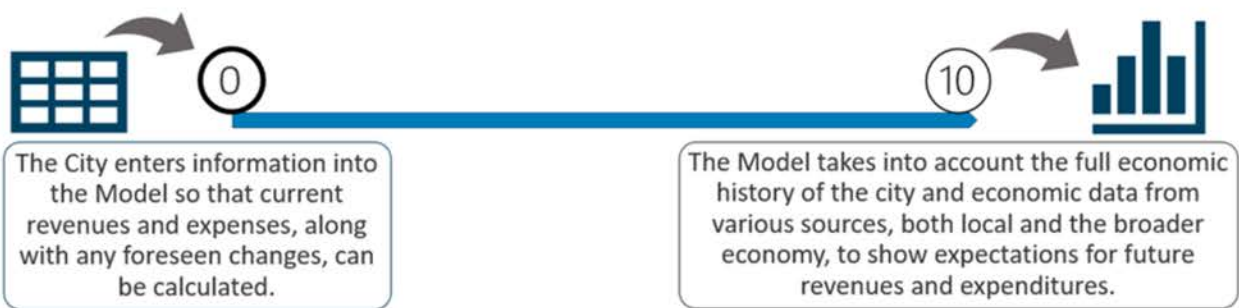 0
10
The City enters information into
the Model so that current
revenues and expenses, along
with any foreseen changes, can
be calculated.
The Model takes into account the full economic
history of the city and economic data from
various sources, both local and the broader
economy, to show expectations for future
revenues and expenditures.